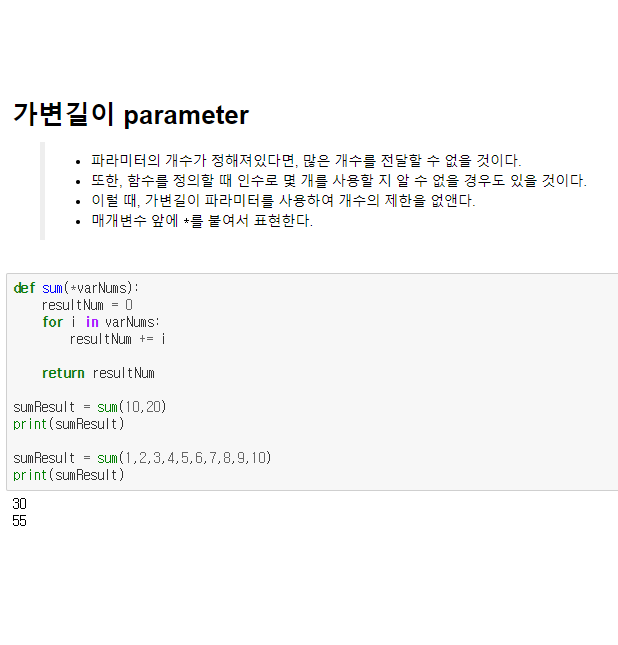 가변길이 parameter
파라미터의 개수가 정해져있다면, 많은 개수를 전달할 수 없을 것이다.
또한, 함수를 정의할 때 인수로 몇 개를 사용할 지 알 수 없을 경우도 있을 것이다.
이럴 때, 가변길이 파라미터를 사용하여 개수의 제한을 없앤다.
매개변수 앞에 *를 붙여서 표현한다.
def sum(*varNums):
    resultNum = 0
    for i in varNums:
        resultNum += i
    return resultNum
sumResult = sum(10,20)
print(sumResult)
sumResult = sum(1,2,3,4,5,6,7,8,9,10)
print(sumResult)
30
55